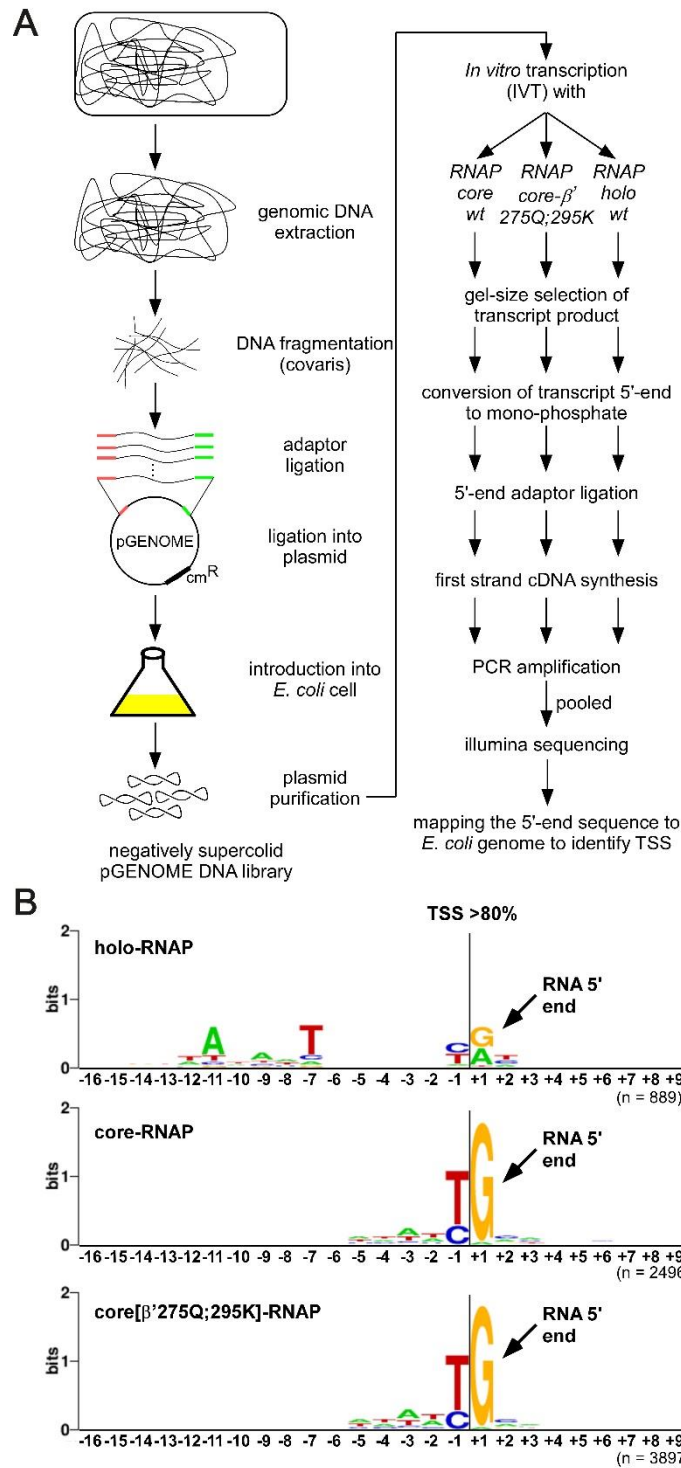 A
genomic DNA
extraction
DNA fragmentation
(covaris)
adaptor
ligation
pGENOME
cmR
ligation into
plasmid
introduction into
E. coli cell
plasmid
purification
negatively supercolid
pGENOME DNA library
In vitro transcription
(IVT) with
RNAP
core
wt
RNAP
core-β'
275Q;295K
RNAP
holo
wt
gel-size selection of
transcript product
conversion of transcript 5'-end
to mono-phosphate
5'-end adaptor ligation
first strand cDNA synthesis
PCR amplification
pooled
illumina sequencing
mapping the 5'-end sequence to
E. coli genome to identify TSS
B
TSS >80%
2
holo-RNAP
RNA 5'
end
bits
1
0
A T C T G A T
-16 -15 -14 -13 -12 -11 -10 -9 -8 -7 -6 -5 -4 -3 -2 -1 +1 +2 +3 +4 +5 +6 +7 +8 +9
(n = 889)
2
core-RNAP
RNA 5'
end
bits
1
0
T C G
-16 -15 -14 -13 -12 -11 -10 -9 -8 -7 -6 -5 -4 -3 -2 -1 +1 +2 +3 +4 +5 +6 +7 +8 +9
(n = 2496
2
core[β'275Q;295K]-RNAP
RNA 5'
end
bits
1
0
T C G
-16 -15 -14 -13 -12 -11 -10 -9 -8 -7 -6 -5 -4 -3 -2 -1 +1 +2 +3 +4 +5 +6 +7 +8 +9
(n = 3897